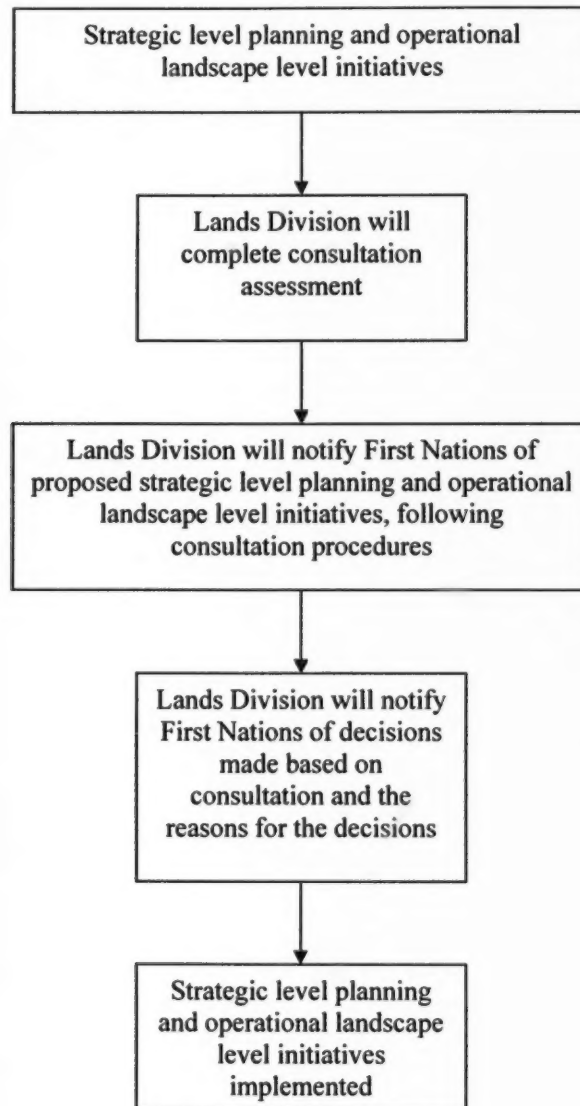 Strategic level planning and operational
landscape level initiatives
Lands Division will
complete consultation
assessment
Lands Division will notify First Nations of
proposed strategic level planning and operational
landscape level initiatives, following
consultation procedures
Lands Division will notify
First Nations of decisions
made based on
consultation and the
reasons for the decisions
Strategic level planning
and operational landscape
level initiatives
implemented